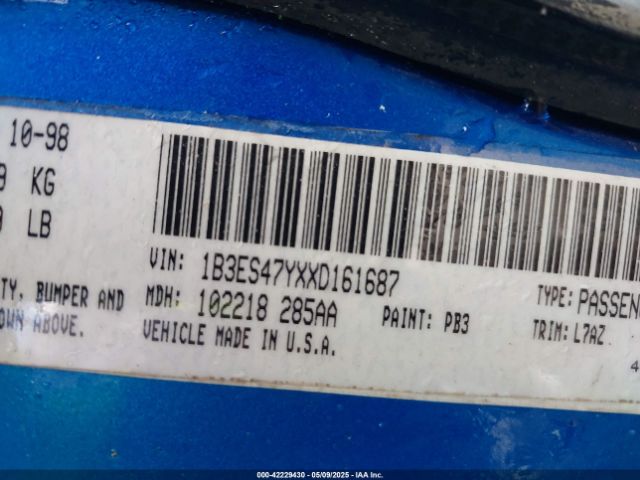 10-98
KG
LB
VIN: 1B3ES47YXXD161687
TY, BUMPER AND MDH: 102218 285AA PAINT: PB3 TYPE: PASSEN
OWN ABOVE. VEHICLE MADE IN U.S.A. TRIM: L7AZ
4
000-42229430 - 05/09/2025 - IAA Inc.